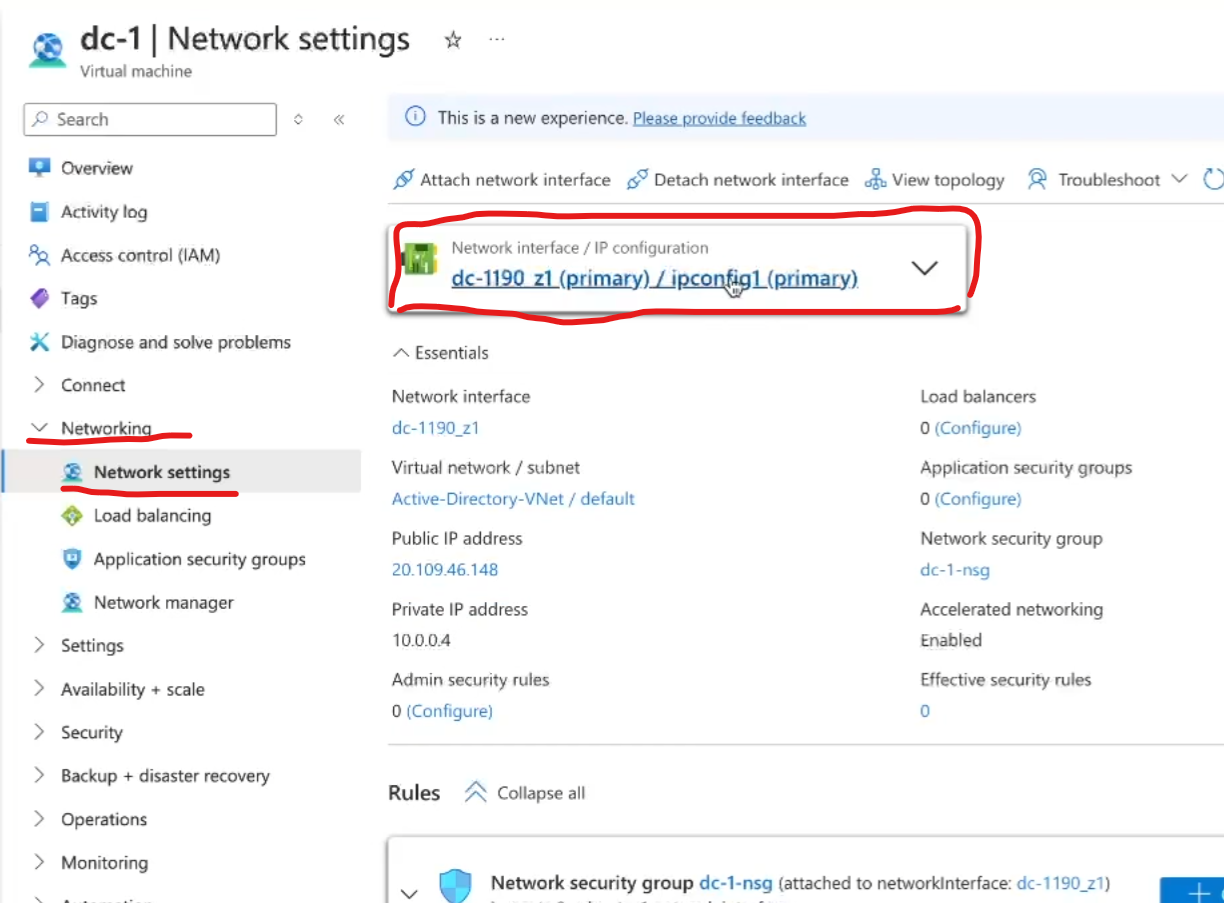 dc-1 | Network settings
Virtual machine
Search
Overview
Activity log
Access control (IAM)
Tags
Diagnose and solve problems
Connect
Networking
Network settings
Load balancing
Application security groups
Network manager
Settings
Availability + scale
Security
Backup + disaster recovery
Operations
Monitoring
This is a new experience. Please provide feedback
Attach network interface
Detach network interface
View topology
Troubleshoot
Network interface / IP configuration
dc-1190_z1 (primary) / ipconfig1 (primary)
Essentials
Network interface
dc-1190_z1
Virtual network / subnet
Active-Directory-VNet / default
Public IP address
20.109.46.148
Private IP address
10.0.0.4
Admin security rules
0 (Configure)
Load balancers
0 (Configure)
Application security groups
0 (Configure)
Network security group
dc-1-nsg
Accelerated networking
Enabled
Effective security rules
0
Rules
Collapse all
Network security group dc-1-nsg (attached to networkInterface: dc-1190_z1)